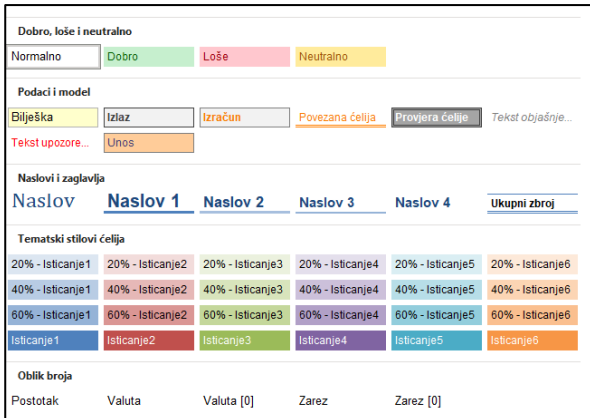 Dobro, loše i neutralno
Normalno Dobro Loše Neutralno
Podaci i model
Bilješka Izlaz Izračun Povezana ćelija Provjera ćelije Tekst objašnje...
Tekst upozore... Unos
Naslovi i zaglavlja
Naslov Naslov 1 Naslov 2 Naslov 3 Naslov 4 Ukupni zbroj
Tematski stilovi ćelija
20% - Isticanje1 20% - Isticanje2 20% - Isticanje3 20% - Isticanje4 20% - Isticanje5 20% - Isticanje6
40% - Isticanje1 40% - Isticanje2 40% - Isticanje3 40% - Isticanje4 40% - Isticanje5 40% - Isticanje6
60% - Isticanje1 60% - Isticanje2 60% - Isticanje3 60% - Isticanje4 60% - Isticanje5 60% - Isticanje6
Isticanje1 Isticanje2 Isticanje3 Isticanje4 Isticanje5 Isticanje6
Oblik broja
Postotak Valuta Valuta [0] Zarez Zarez [0]